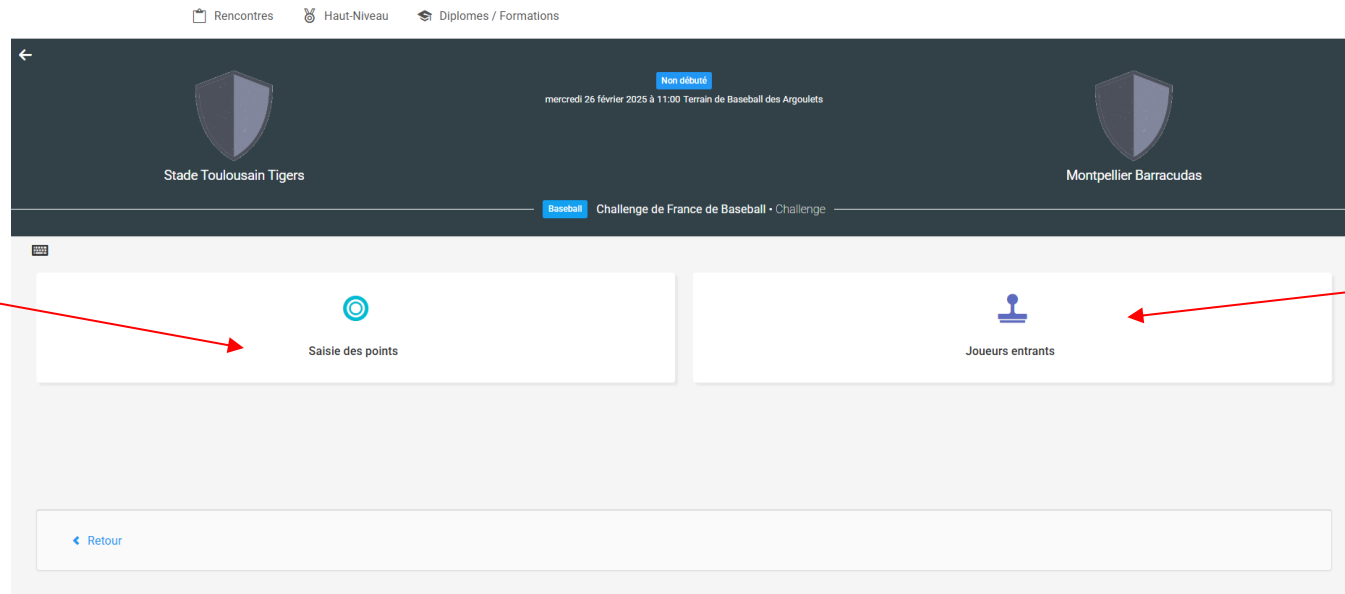 Rencontres Haut-Niveau Diplomes / Formations
Non débuté
mercredi 26 février 2025 à 11:00 Terrain de Baseball des Argoulets
Stade Toulousain Tigers
Montpellier Barracudas
Baseball Challenge de France de Baseball • Challenge
Saisie des points
Joueurs entrants
Retour